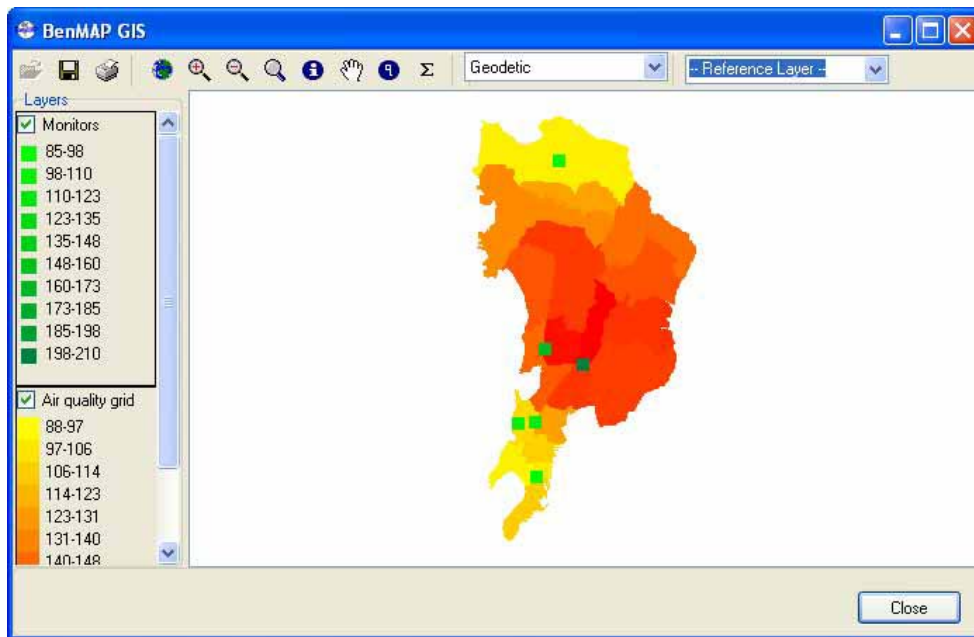 BenMAP GIS
Σ
Geodetic
-- Reference Layer --
Layers
Monitors
85-98
98-110
110-123
123-135
135-148
148-160
160-173
173-185
185-198
198-210
Air quality grid
88-97
97-106
106-114
114-123
123-131
131-140
140-148
Close